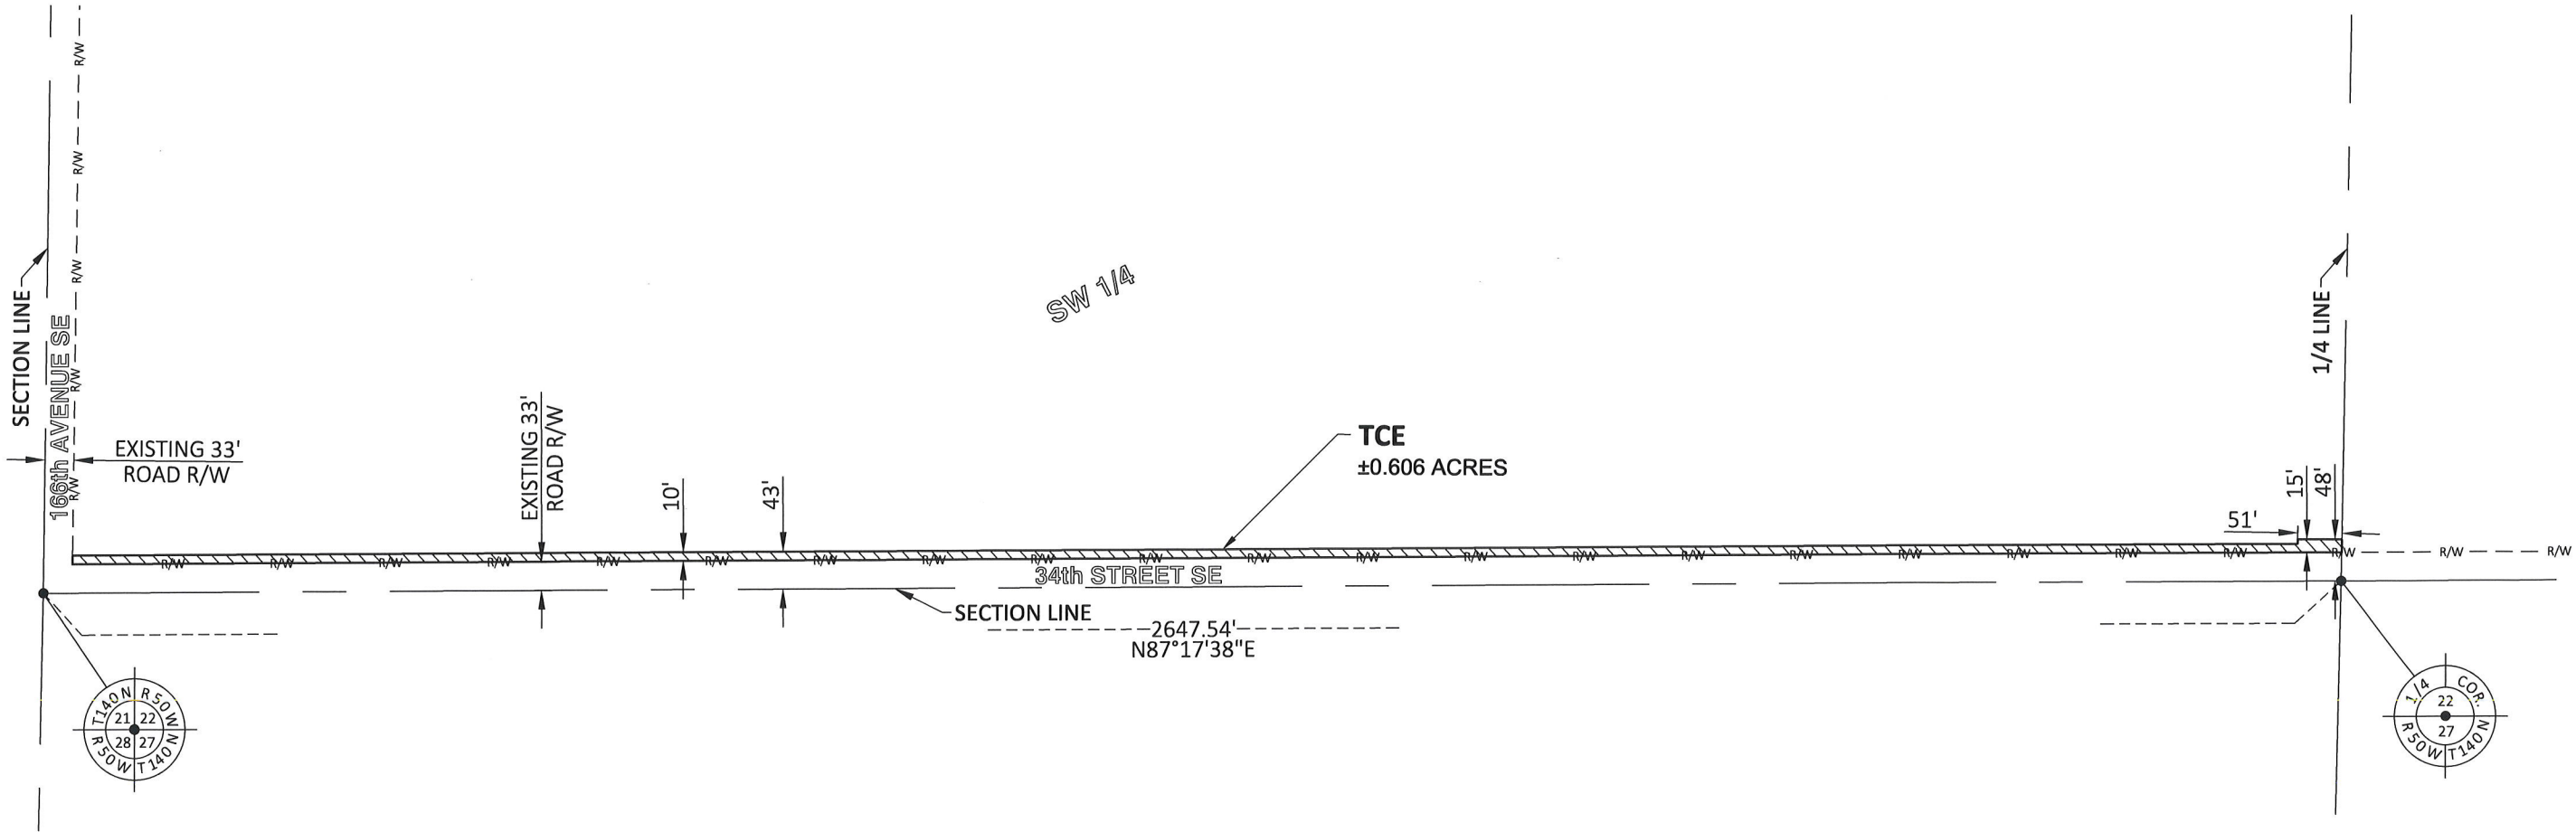 SECTION LINE
166th AVENUE SE
R/W R/W R/W R/W R/W
EXISTING 33'
ROAD R/W
EXISTING 33'
ROAD R/W
10'
43'
SW 1/4
TCE
±0.606 ACRES
1/4 LINE
51'
15'
48'
R/W R/W R/W R/W R/W R/W R/W R/W R/W R/W R/W R/W R/W R/W R/W R/W R/W R/W R/W R/W R/W R/W R/W
34th STREET SE
SECTION LINE
2647.54'
N87°17'38"E
T140N R50W
21 22
28 27
R50W T140N
1/4 COR.
22
27
R50W T140N